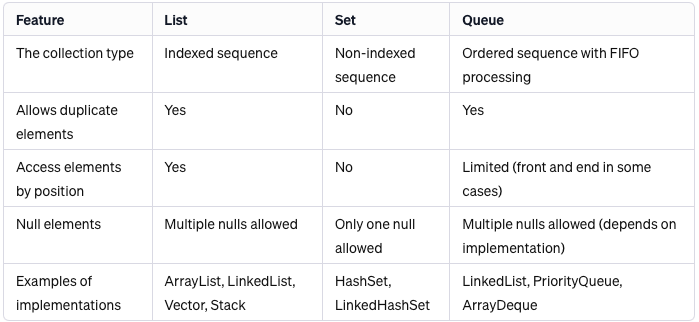 Feature List Set Queue
The collection type Indexed sequence Non-indexed Ordered sequence with FIFO
sequence processing
Allows duplicate Yes No Yes
elements
Access elements Yes No Limited (front and end in some
by position cases)
Null elements Multiple nulls allowed Only one null Multiple nulls allowed (depends on
allowed implementation)
Examples of ArrayList, LinkedList, HashSet, LinkedList, PriorityQueue,
implementations Vector, Stack LinkedHashSet ArrayDeque